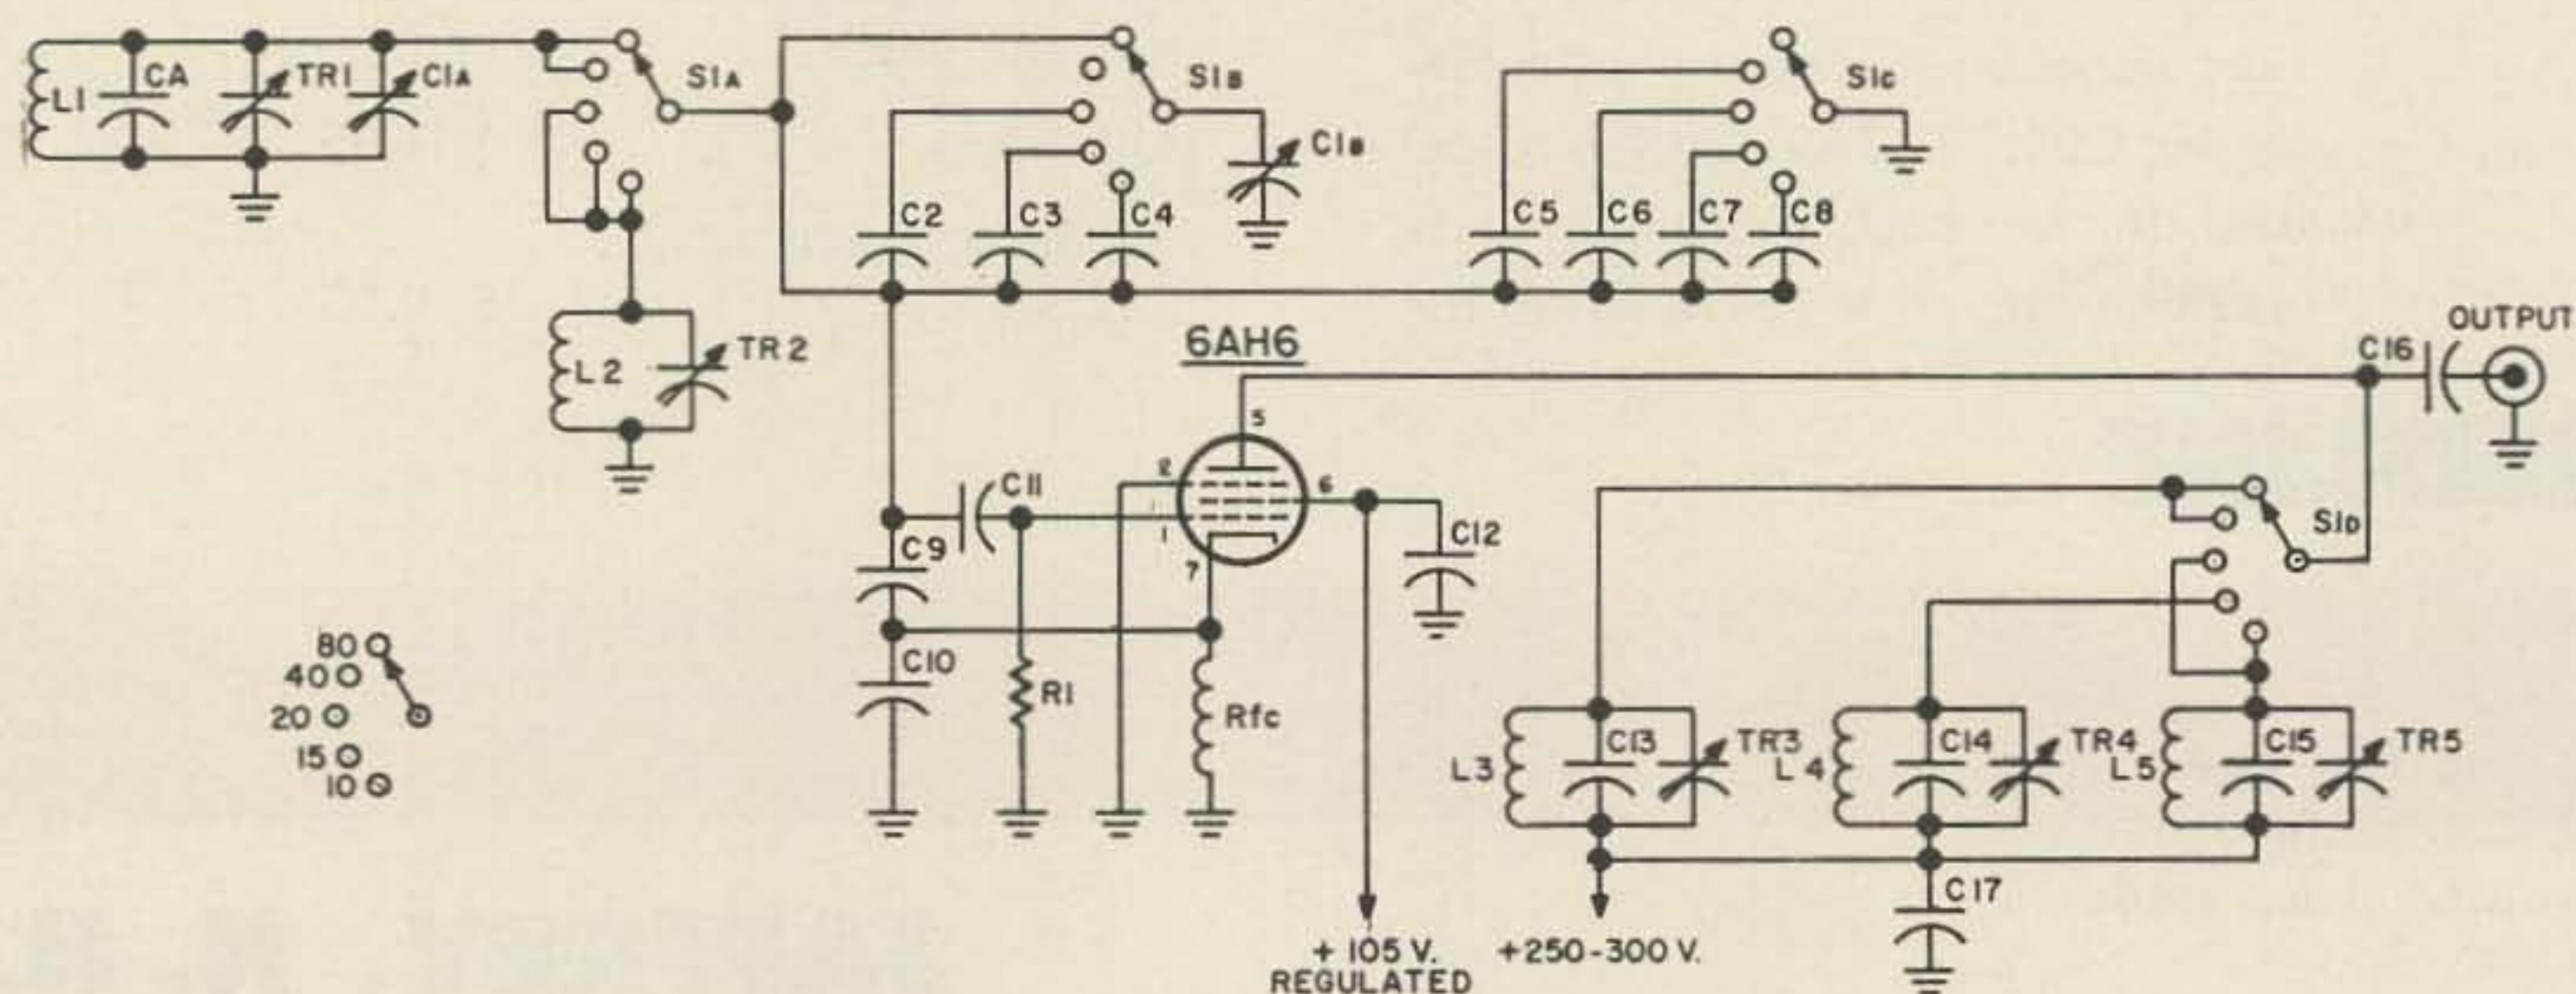 L1
CA
TR1
C1A
S1A
S1B
C1B
S1C
C2
C3
C4
C5
C6
C7
C8
L2
TR2
6AH6
OUTPUT
C16
5
2
1
7
6
C11
C9
C12
S1D
C10
R1
Rfc
80
40
20
15
10
L3
C13
TR3
L4
C14
TR4
L5
C15
TR5
C17
+ 105 V.
REGULATED
+250-300 V.